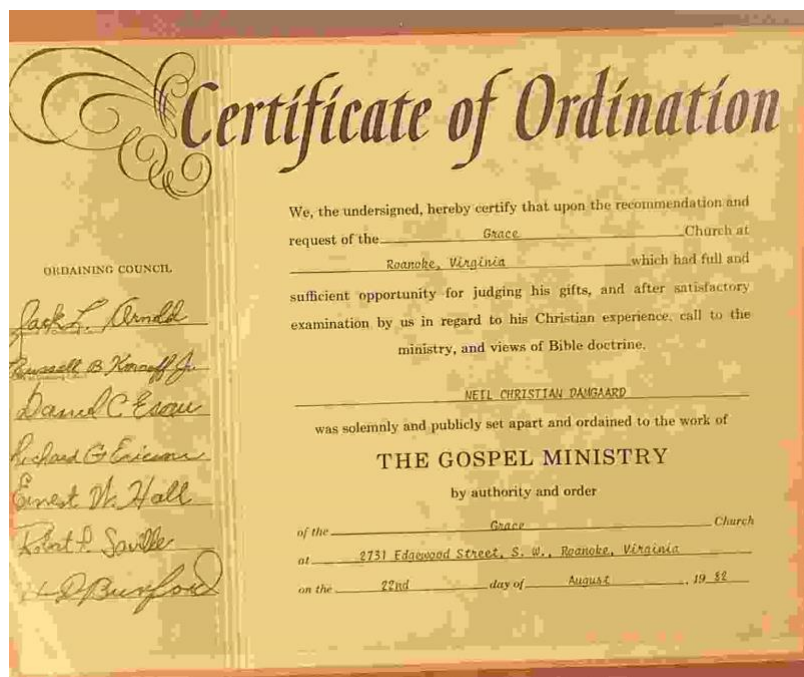 Certificate of Ordination
We, the undersigned, hereby certify that upon the recommendation and
request of the Grace Church at
Roanoke, Virginia which had full and
sufficient opportunity for judging his gifts, and after satisfactory
examination by us in regard to his Christian experience, call to the
ministry, and views of Bible doctrine,
NEIL CHRISTIAN DAMGAARD
was solemnly and publicly set apart and ordained to the work of
THE GOSPEL MINISTRY
by authority and order
of the Grace Church
at 2731 Edgewood Street, S. W., Roanoke, Virginia
on the 22nd day of August, 19 82
ORDAINING COUNCIL
Jack L. Arnold
Russell B. Jr.
Daniel C Esau
Richard G Ericson
Ernest W. Hall
Robert P. Saville
Burford